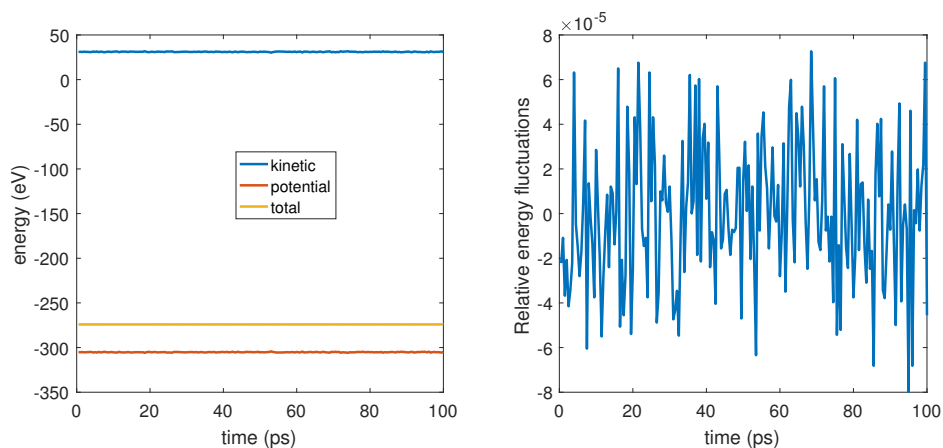 50
0
-50
-100
-150
-200
-250
-300
-350
energy (eV)
kinetic
potential
total
0 20 40 60 80 100
time (ps)
×10⁻⁵
8
6
4
2
0
-2
-4
-6
-8
Relative energy fluctuations
0 20 40 60 80 100
time (ps)